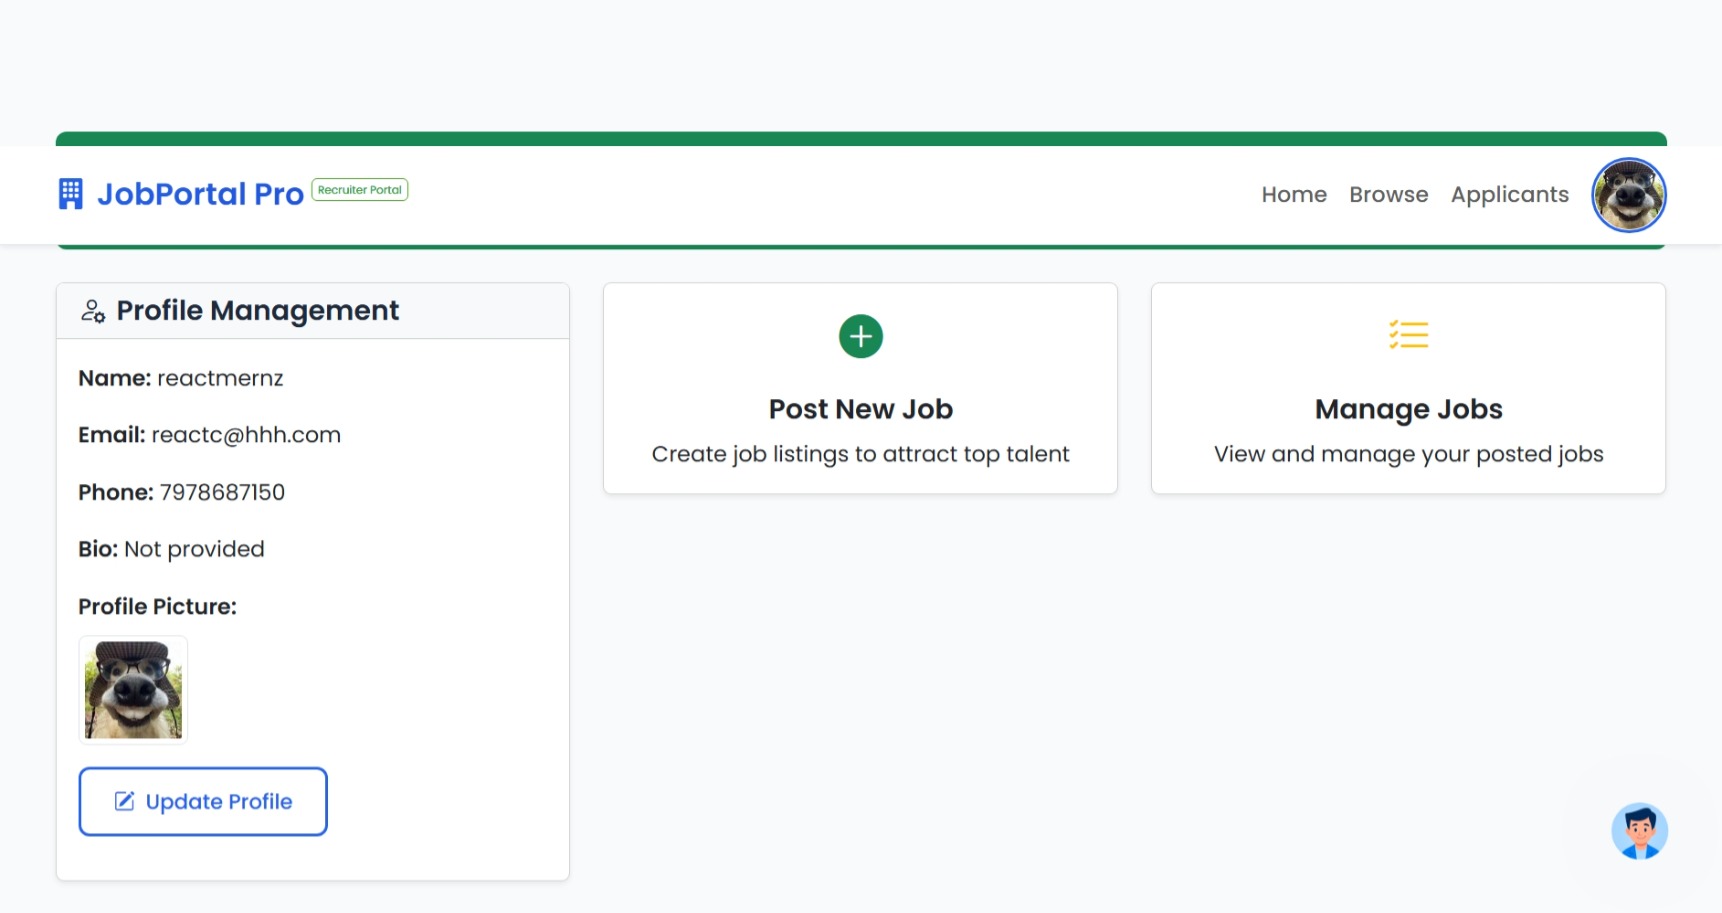 JobPortal Pro Recruiter Portal
Home Browse Applicants
Profile Management
Name: reactmernz
Email: reactc@hhh.com
Phone: 7978687150
Bio: Not provided
Profile Picture:
Update Profile
Post New Job
Create job listings to attract top talent
Manage Jobs
View and manage your posted jobs